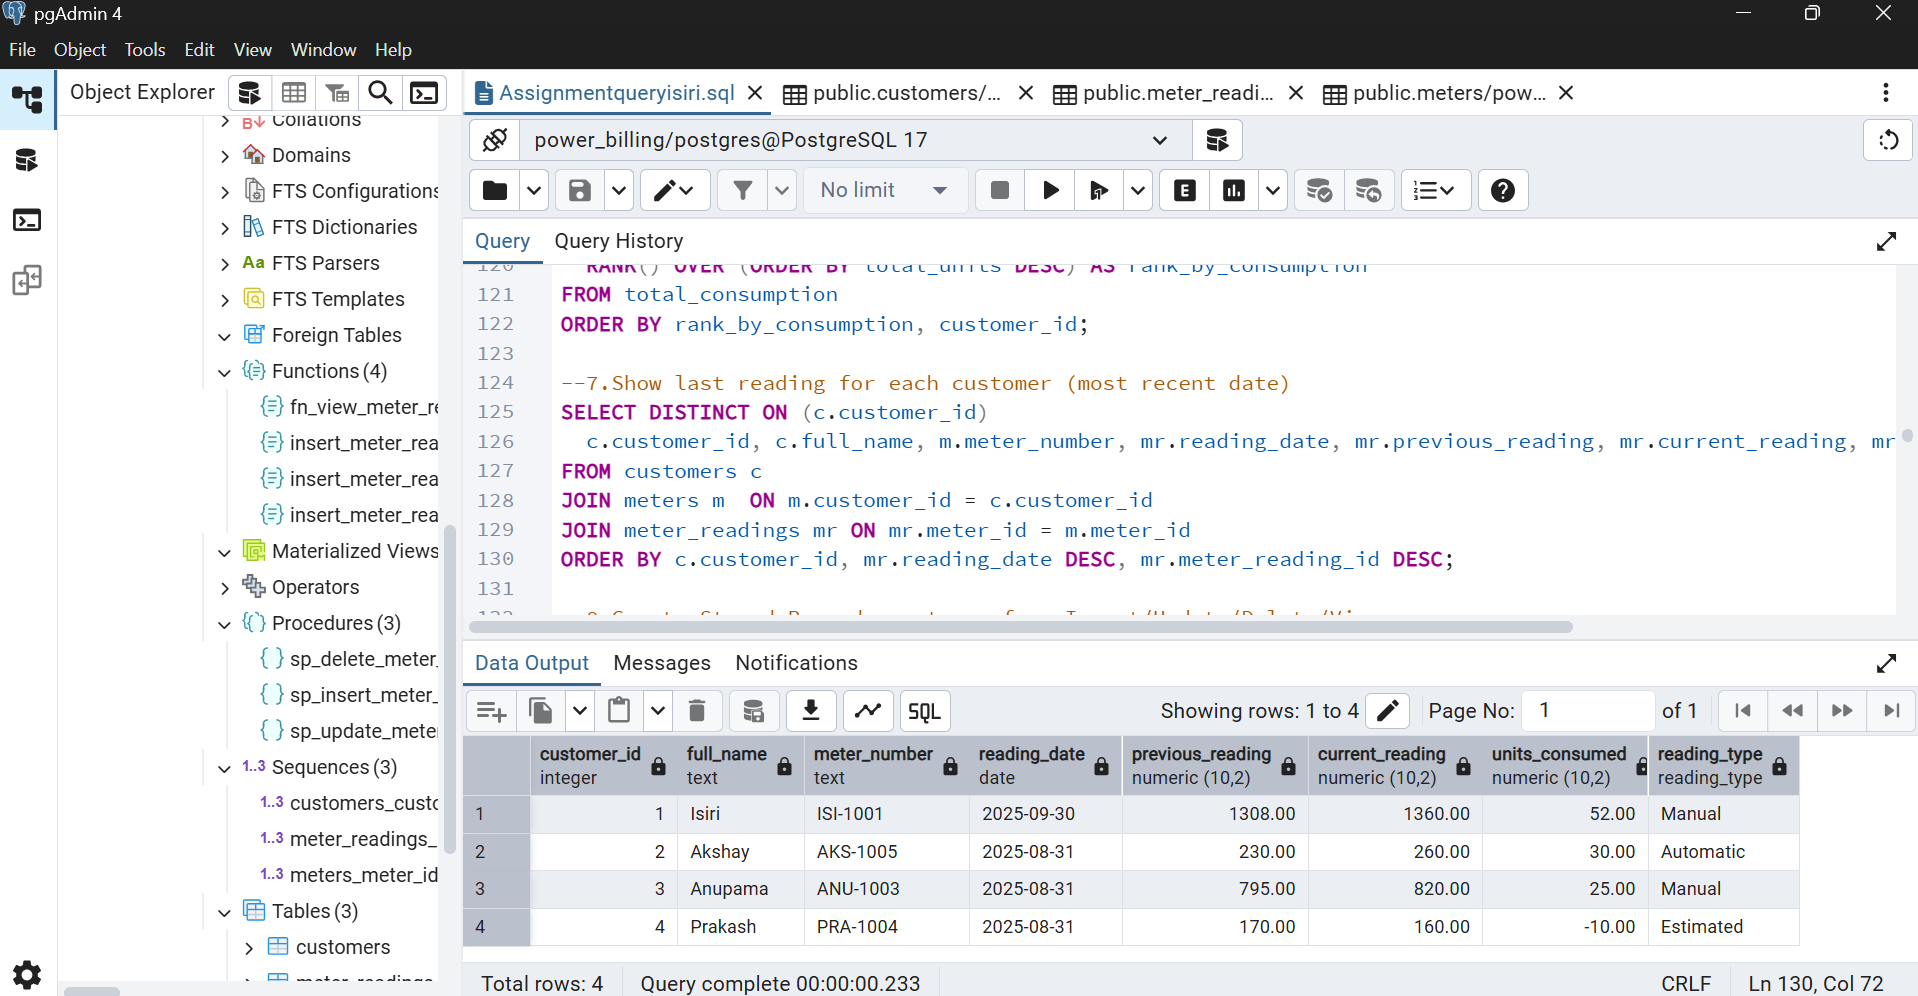 pgAdmin 4
File Object Tools Edit View Window Help
Object Explorer
Collations
Domains
FTS Configurations
FTS Dictionaries
Aa FTS Parsers
FTS Templates
Foreign Tables
Functions (4)
fn_view_meter_re
insert_meter_rea
insert_meter_rea
insert_meter_rea
Materialized Views
Operators
Procedures (3)
sp_delete_meter_
sp_insert_meter_
sp_update_mete
1..3 Sequences (3)
1..3 customers_custo
1..3 meter_readings_
1..3 meters_meter_id
Tables (3)
customers
Assignmentqueryisiri.sql public.customers/... public.meter_readi... public.meters/pow...
power_billing/postgres@PostgreSQL 17
No limit
Query Query History
120 RANK() OVER (ORDER BY total_units DESC) AS rank_by_consumption
121 FROM total_consumption
122 ORDER BY rank_by_consumption, customer_id;
123
124 --7.Show last reading for each customer (most recent date)
125 SELECT DISTINCT ON (c.customer_id)
126 c.customer_id, c.full_name, m.meter_number, mr.reading_date, mr.previous_reading, mr.current_reading, mr
127 FROM customers c
128 JOIN meters m ON m.customer_id = c.customer_id
129 JOIN meter_readings mr ON mr.meter_id = m.meter_id
130 ORDER BY c.customer_id, mr.reading_date DESC, mr.meter_reading_id DESC;
131
Data Output Messages Notifications
SQL Showing rows: 1 to 4 Page No: 1 of 1
customer_id full_name meter_number reading_date previous_reading current_reading units_consumed reading_type
integer text text date numeric (10,2) numeric (10,2) numeric (10,2) reading_type
1 1 Isiri ISI-1001 2025-09-30 1308.00 1360.00 52.00 Manual
2 2 Akshay AKS-1005 2025-08-31 230.00 260.00 30.00 Automatic
3 3 Anupama ANU-1003 2025-08-31 795.00 820.00 25.00 Manual
4 4 Prakash PRA-1004 2025-08-31 170.00 160.00 -10.00 Estimated
Total rows: 4 Query complete 00:00:00.233 CRLF Ln 130, Col 72